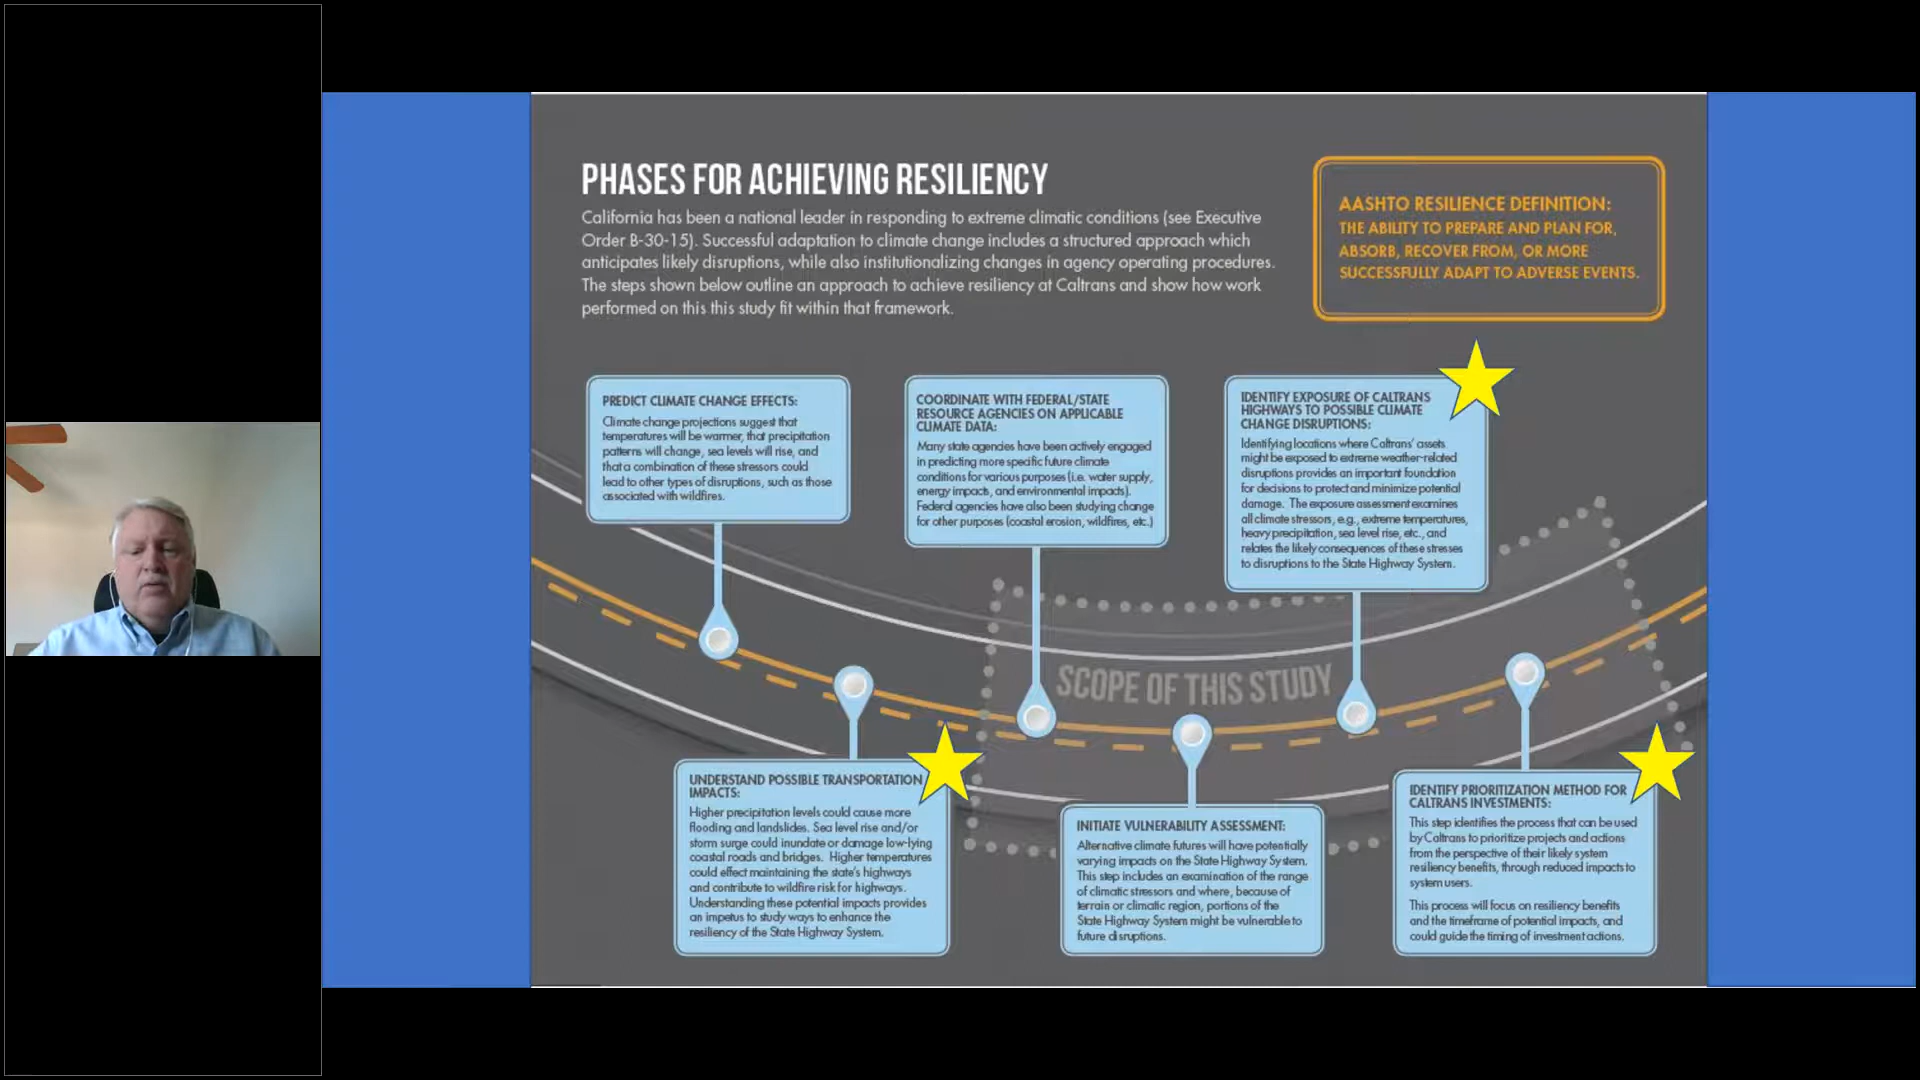 PHASES FOR ACHIEVING RESILIENCY
California has been a national leader in responding to extreme climatic conditions (see Executive
Order B-30-15). Successful adaptation to climate change includes a structured approach which
anticipates likely disruptions, while also institutionalizing changes in agency operating procedures.
The steps shown below outline an approach to achieve resiliency at Caltrans and show how work
performed on this this study fit within that framework.
AASHTO RESILIENCE DEFINITION:
THE ABILITY TO PREPARE AND PLAN FOR,
ABSORB, RECOVER FROM, OR MORE
SUCCESSFULLY ADAPT TO ADVERSE EVENTS.
PREDICT CLIMATE CHANGE EFFECTS:
Climate change projections suggest that
temperatures will be warmer, that precipitation
patterns will change, sea levels will rise, and
that a combination of these stressors could
lead to other types of disruptions, such as those
associated with wildfires.
COORDINATE WITH FEDERAL/STATE
RESOURCE AGENCIES ON APPLICABLE
CLIMATE DATA:
Many state agencies have been actively engaged
in predicting more specific future climate
conditions for various purposes (i.e. water supply,
energy impacts, and environmental impacts).
Federal agencies have also been studying change
for other purposes (coastal erosion, wildfires, etc.)
IDENTIFY EXPOSURE OF CALTRANS
HIGHWAYS TO POSSIBLE CLIMATE
CHANGE DISRUPTIONS:
Identifying locations where Caltrans' assets
might be exposed to extreme weather-related
disruptions provides an important foundation
for decisions to protect and minimize potential
damage. The exposure assessment examines
all climate stressors, e.g., extreme temperatures,
heavy precipitation, sea level rise, etc., and
relates the likely consequences of these stresses
to disruptions to the State Highway System.
SCOPE OF THIS STUDY
UNDERSTAND POSSIBLE TRANSPORTATION
IMPACTS:
Higher precipitation levels could cause more
flooding and landslides. Sea level rise and/or
storm surge could inundate or damage low-lying
coastal roads and bridges. Higher temperatures
could effect maintaining the state's highways
and contribute to wildfire risk for highways.
Understanding these potential impacts provides
an impetus to study ways to enhance the
resiliency of the State Highway System.
INITIATE VULNERABILITY ASSESSMENT:
Alternative climate futures will have potentially
varying impacts on the State Highway System.
This step includes an examination of the range
of climatic stressors and where, because of
terrain or climatic region, portions of the
State Highway System might be vulnerable to
future disruptions.
IDENTIFY PRIORITIZATION METHOD FOR
CALTRANS INVESTMENTS:
This step identifies the process that can be used
by Caltrans to prioritize projects and actions
from the perspective of their likely system
resiliency benefits, through reduced impacts to
system users.
This process will focus on resiliency benefits
and the timeframe of potential impacts, and
could guide the timing of investment actions.